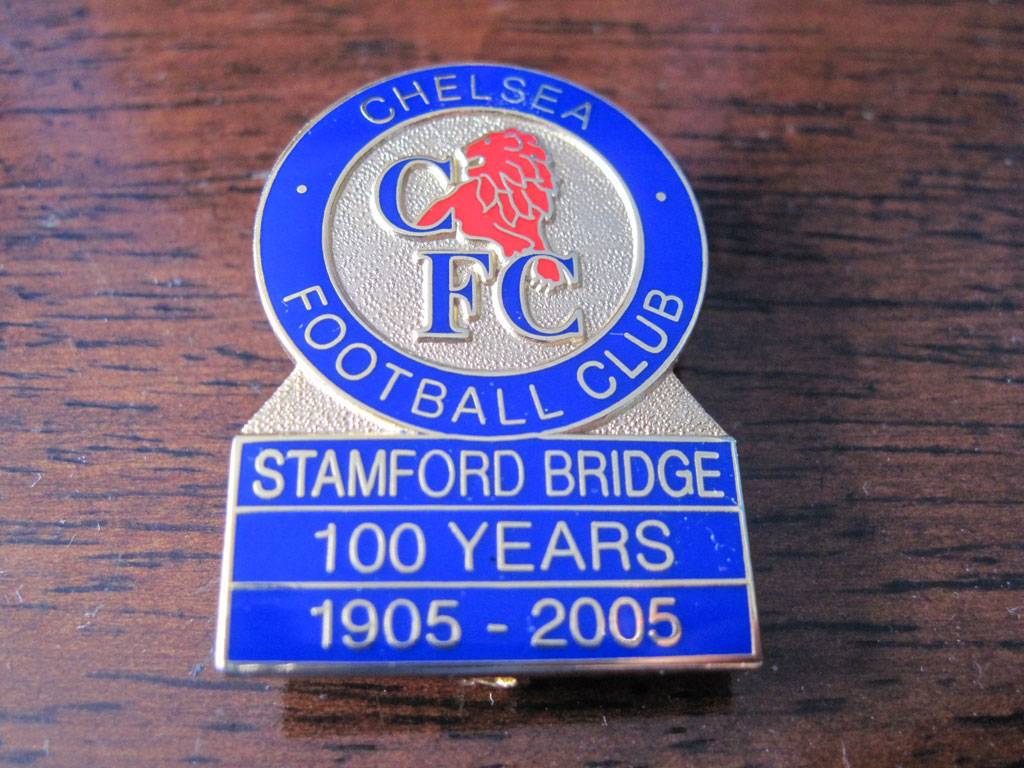 CHELSEA
CFC
FOOTBALL CLUB
STAMFORD BRIDGE
100 YEARS
1905 - 2005